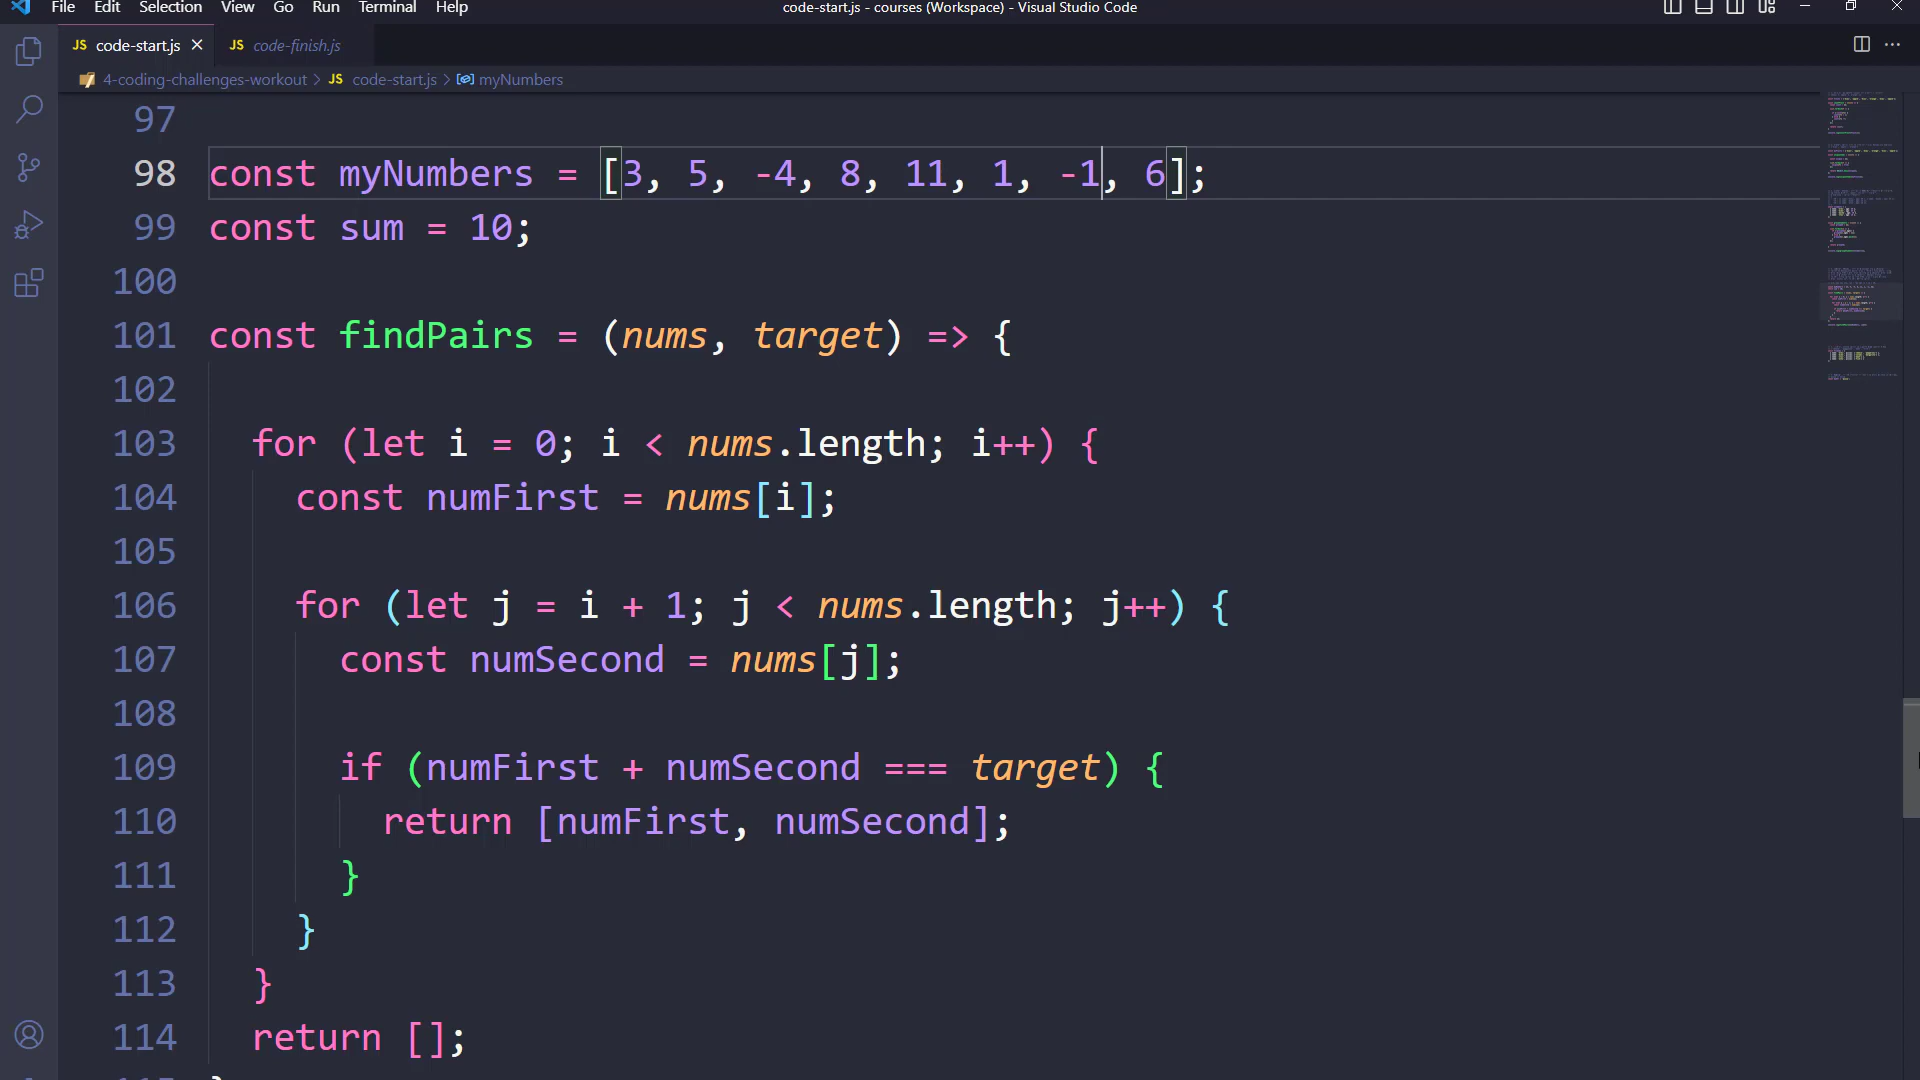 File Edit Selection View Go Run Terminal Help
code-start.js - courses (Workspace) - Visual Studio Code
JS code-start.js
JS code-finish.js
4-coding-challenges-workout > JS code-start.js > myNumbers
97
98 const myNumbers = [3, 5, -4, 8, 11, 1, -1, 6];
99 const sum = 10;
100
101 const findPairs = (nums, target) => {
102
103 for (let i = 0; i < nums.length; i++) {
104 const numFirst = nums[i];
105
106 for (let j = i + 1; j < nums.length; j++) {
107 const numSecond = nums[j];
108
109 if (numFirst + numSecond === target) {
110 return [numFirst, numSecond];
111 }
112 }
113 }
114 return [];